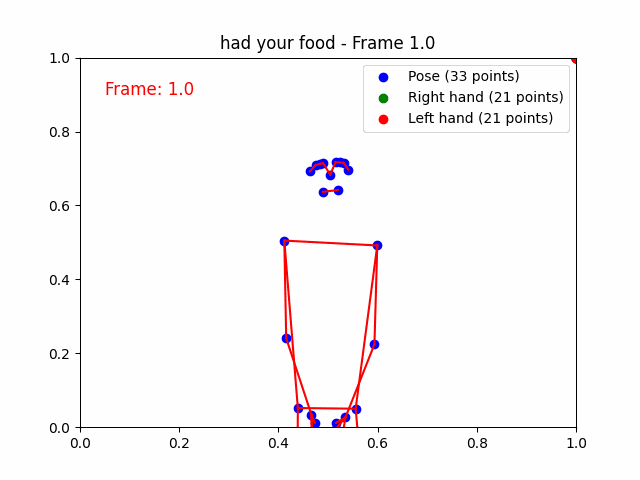 had your food - Frame 1.0
Frame: 1.0
Pose (33 points)
Right hand (21 points)
Left hand (21 points)
1.0
0.8
0.6
0.4
0.2
0.0
0.0 0.2 0.4 0.6 0.8 1.0